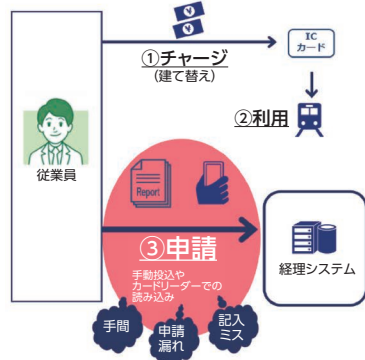 ¥
¥
①チャージ
(建て替え)
IC
カード
②利用
従業員
Report
③申請
手動投込や
カードリーダーでの
読み込み
経理システム
手間
申請
漏れ
記入
ミス